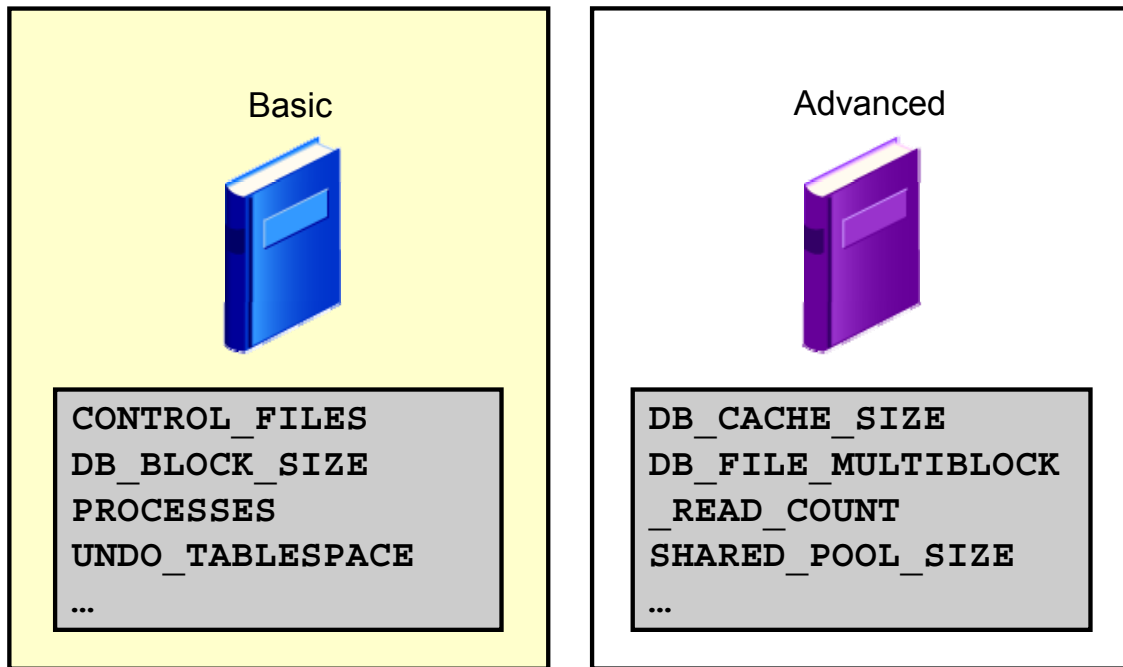 Basic
CONTROL_FILES
DB_BLOCK_SIZE
PROCESSES
UNDO_TABLESPACE
…
Advanced
DB_CACHE_SIZE
DB_FILE_MULTIBLOCK
_READ_COUNT
SHARED_POOL_SIZE
…